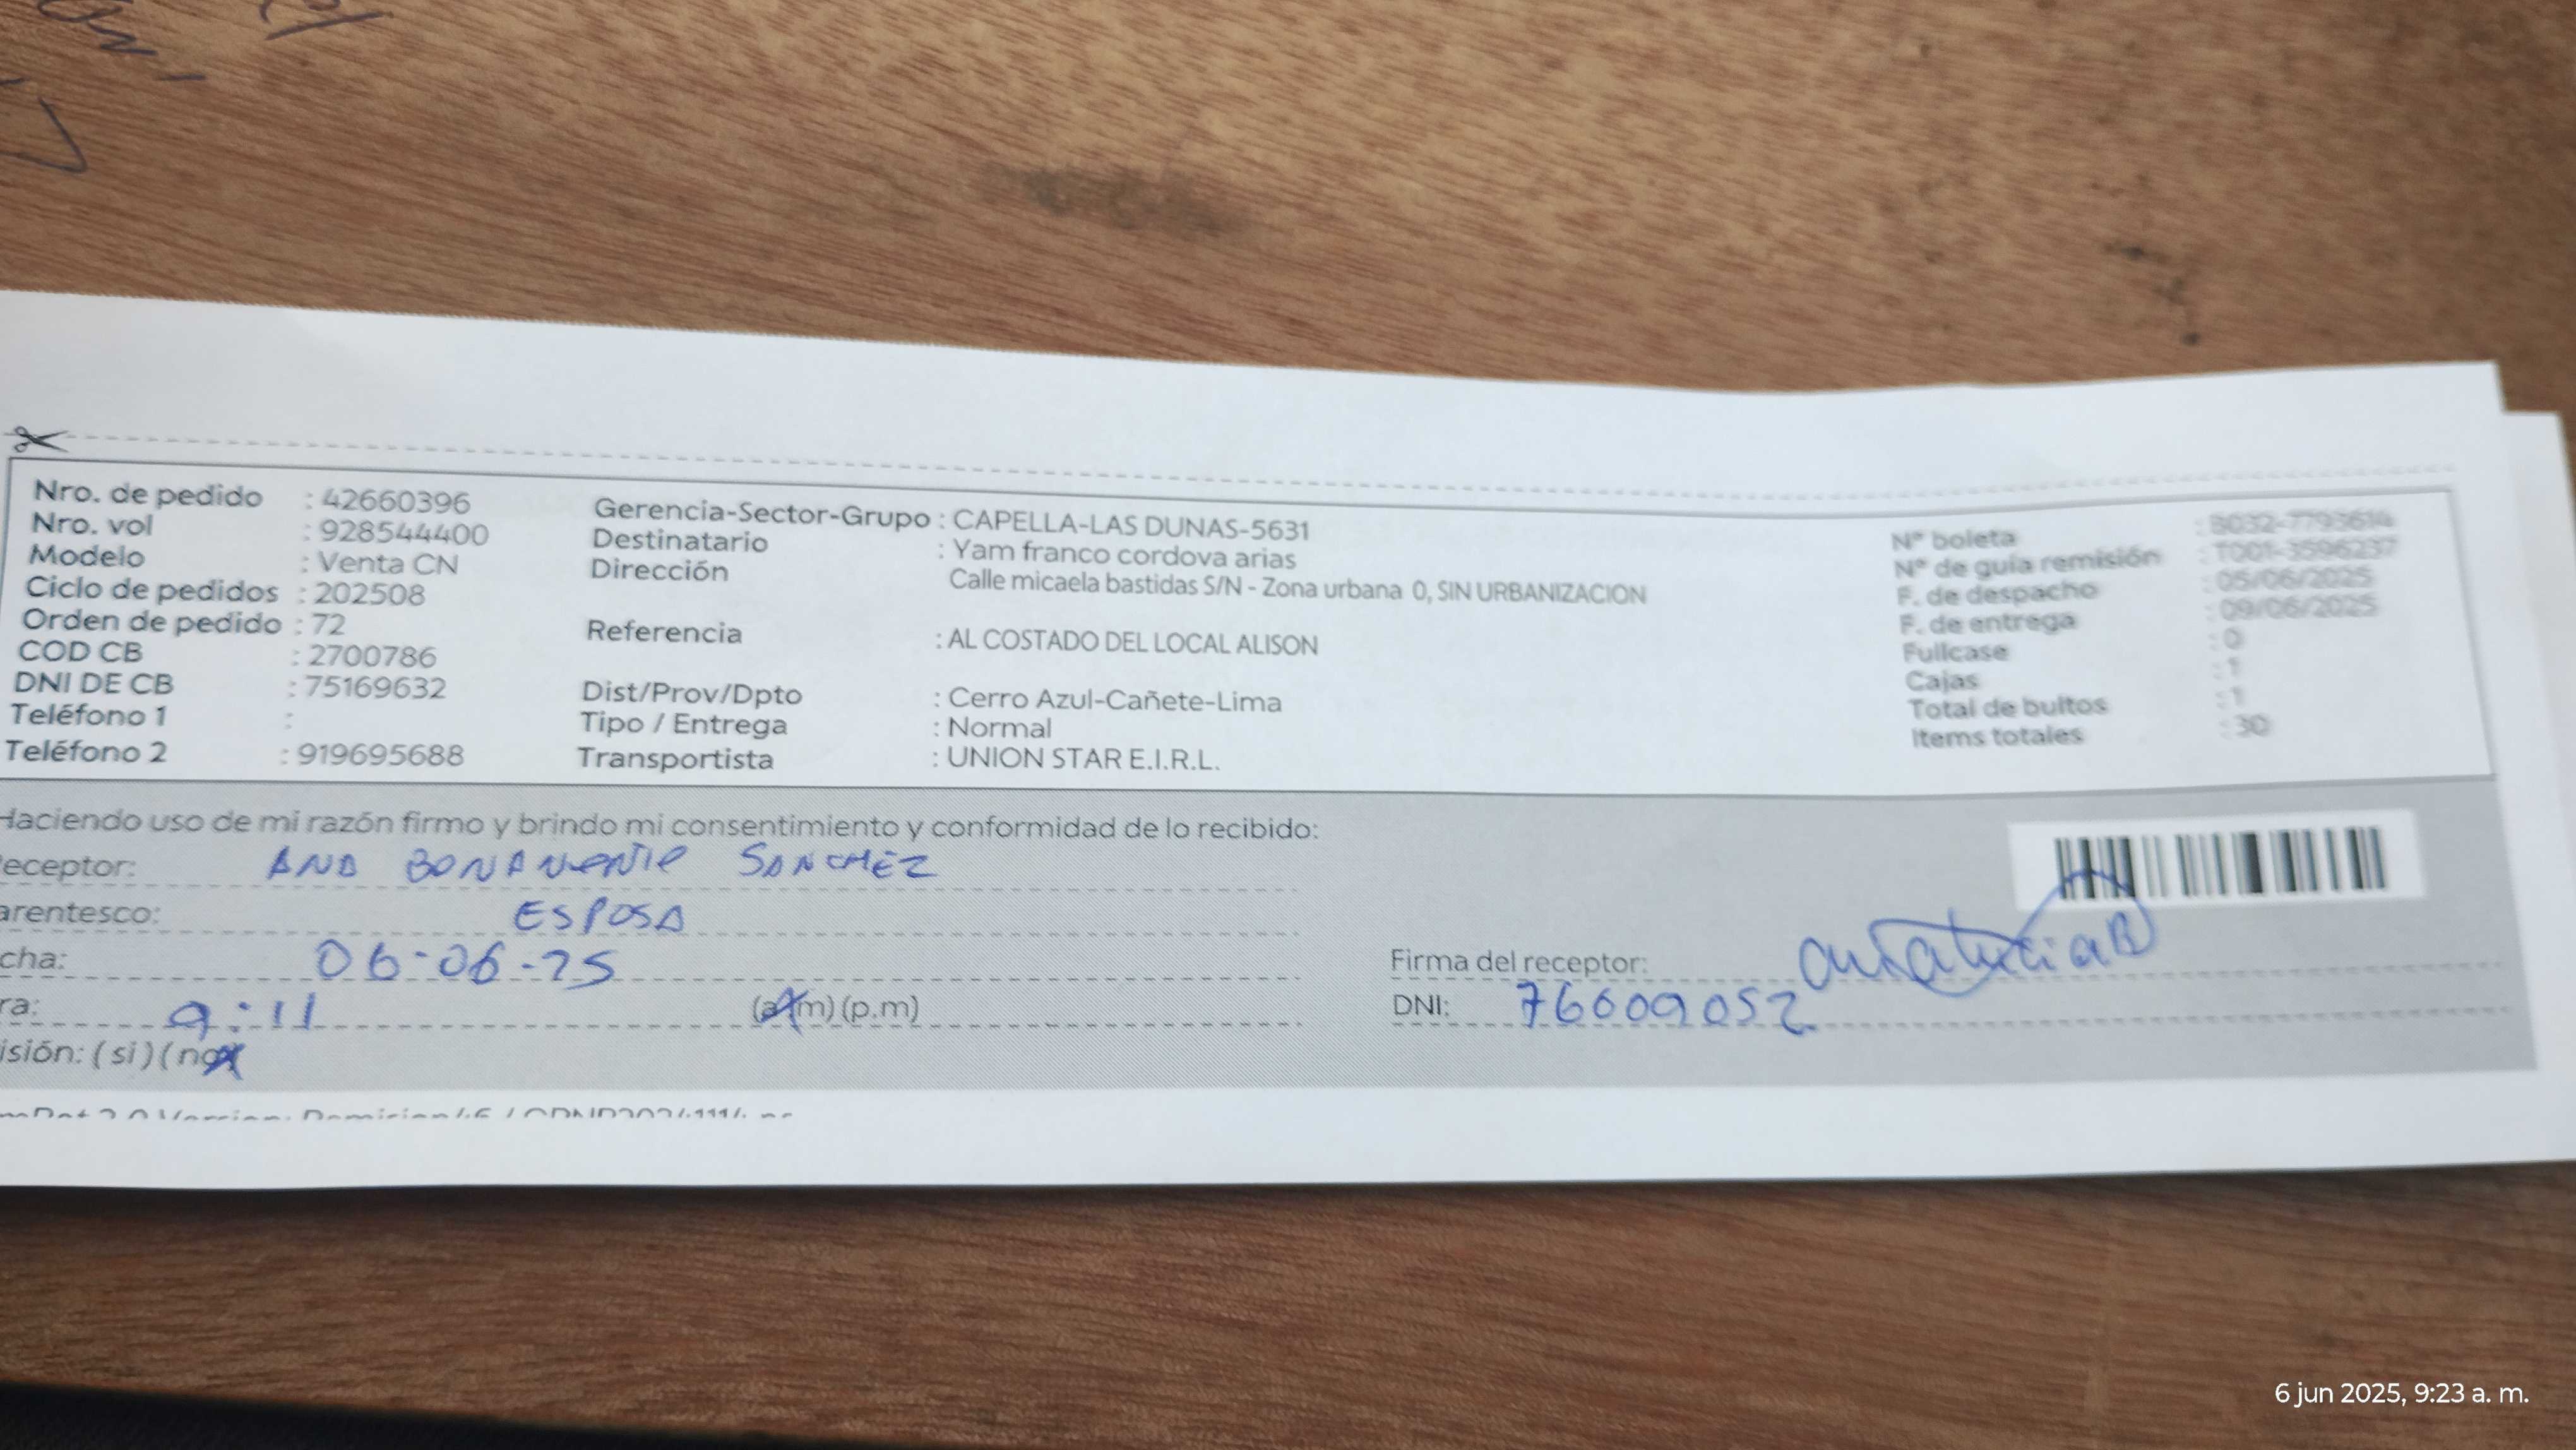 Nro. de pedido : 42660396
Nro. vol : 928544400
Modelo : Venta CN
Ciclo de pedidos : 202508
Orden de pedido : 72
COD CB : 2700786
DNI DE CB : 75169632
Teléfono 1 :
Teléfono 2 : 919695688
Gerencia-Sector-Grupo : CAPELLA-LAS DUNAS-5631
Destinatario : Yam franco cordova arias
Dirección Calle micaela bastidas S/N - Zona urbana 0, SIN URBANIZACION
Referencia : AL COSTADO DEL LOCAL ALISON
Dist/Prov/Dpto : Cerro Azul-Cañete-Lima
Tipo / Entrega : Normal
Transportista : UNION STAR E.I.R.L.
N° boleta : B032-7793614
N° de guía remisión : T001-3596237
F. de despacho : 05/06/2025
F. de entrega : 09/06/2025
Fullcase : 0
Cajas : 1
Total de bultos : 1
Items totales : 30
Haciendo uso de mi razón firmo y brindo mi consentimiento y conformidad de lo recibido:
eceptor: ANA SANCHEZ
arentesco: ESPOSA
cha: 06-06-25
ra: 9:11 (a.m) (p.m)
isión: ( si ) ( no )
Firma del receptor:
DNI: 76009052
6 jun 2025, 9:23 a. m.